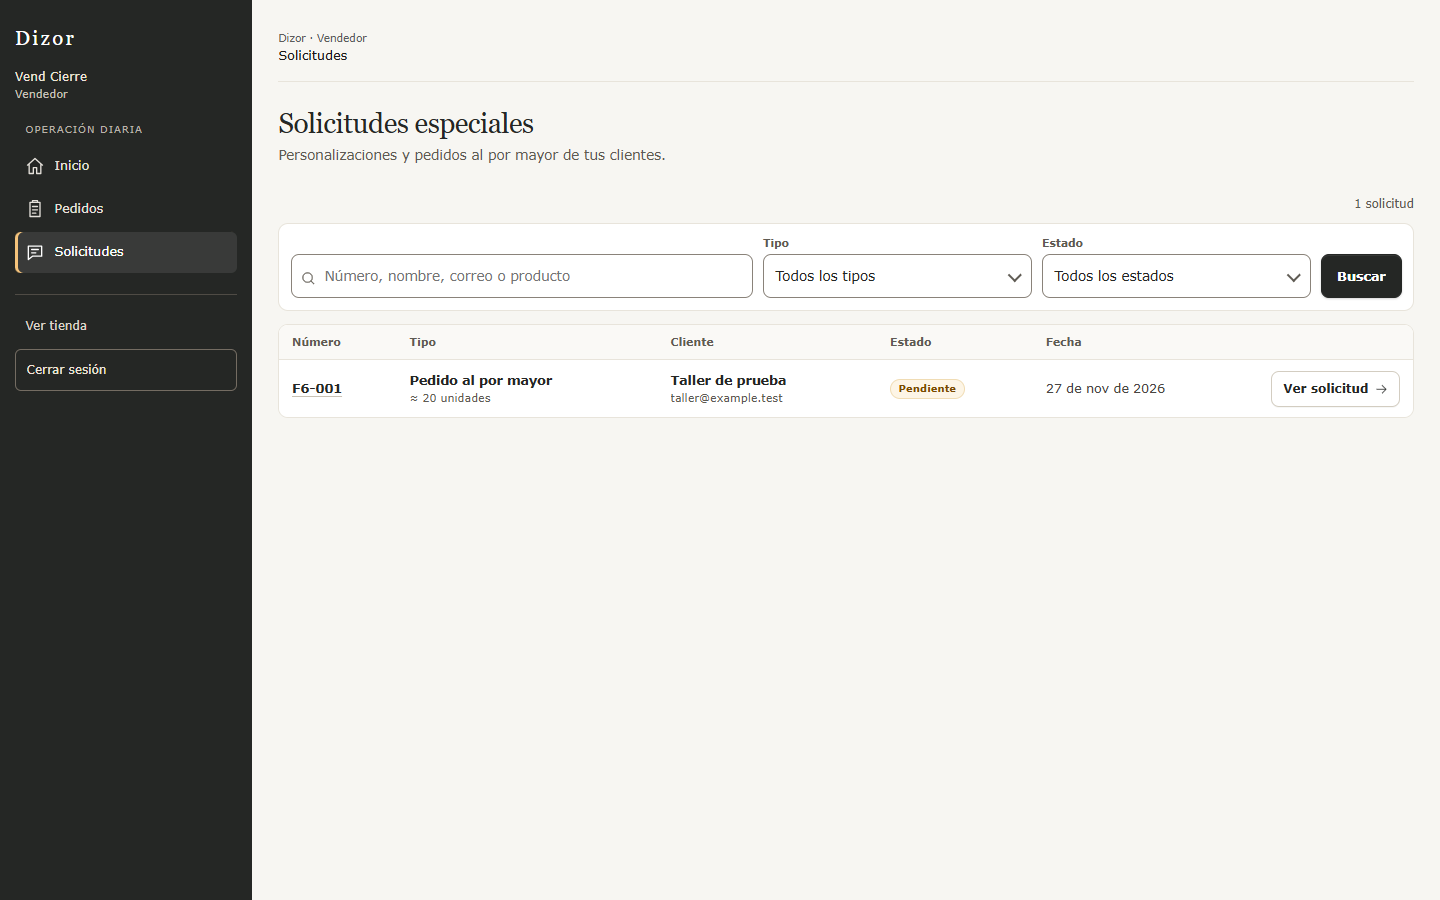 Dizor
Vend Cierre
Vendedor
OPERACIÓN DIARIA
Inicio
Pedidos
Solicitudes
Ver tienda
Cerrar sesión
Dizor · Vendedor
Solicitudes
Solicitudes especiales
Personalizaciones y pedidos al por mayor de tus clientes.
1 solicitud
Tipo
Estado
Número, nombre, correo o producto
Todos los tipos
Todos los estados
Buscar
Número
Tipo
Cliente
Estado
Fecha
F6-001
Pedido al por mayor
≈ 20 unidades
Taller de prueba
taller@example.test
Pendiente
27 de nov de 2026
Ver solicitud →